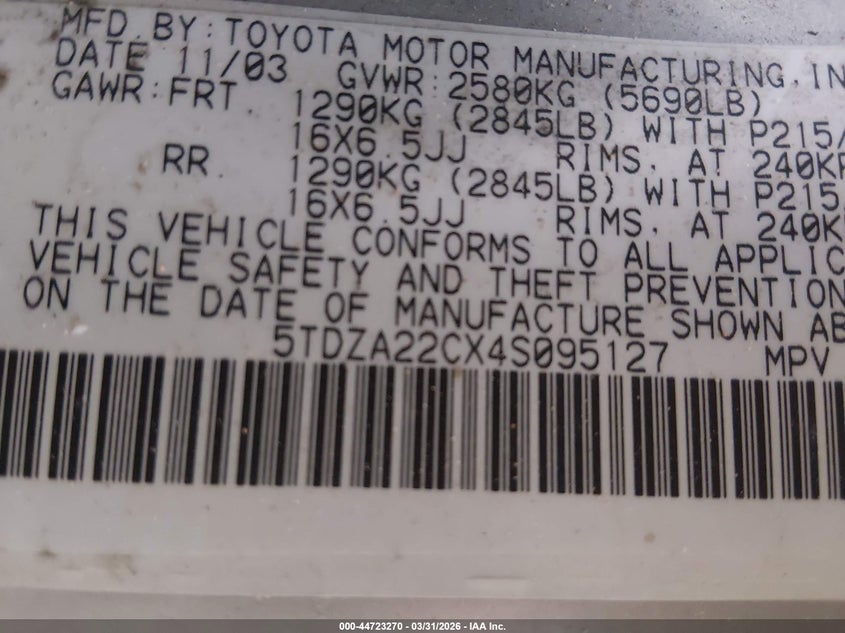 MFD. BY: TOYOTA MOTOR MANUFACTURING, IN
DATE 11/03 GVWR: 2580KG (5690LB)
GAWR: FRT. 1290KG (2845LB) WITH P215/
16X6.5JJ RIMS, AT 240KP
RR. 1290KG (2845LB) WITH P215
16X6.5JJ RIMS, AT 240K
THIS VEHICLE CONFORMS TO ALL APPLIC
VEHICLE SAFETY AND THEFT PREVENTION
ON THE DATE OF MANUFACTURE SHOWN AB
5TDZA22CX4S095127 MPV
000-44723270 - 03/31/2026 - IAA Inc.